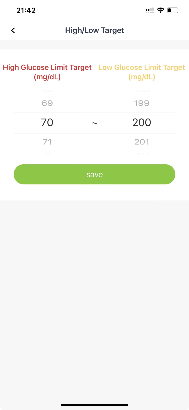 21:42
High/Low Target
High Glucose Limit Target Low Glucose Limit Target
(mg/dL) (mg/dL)
69 199
70 ~ 200
71 201
save